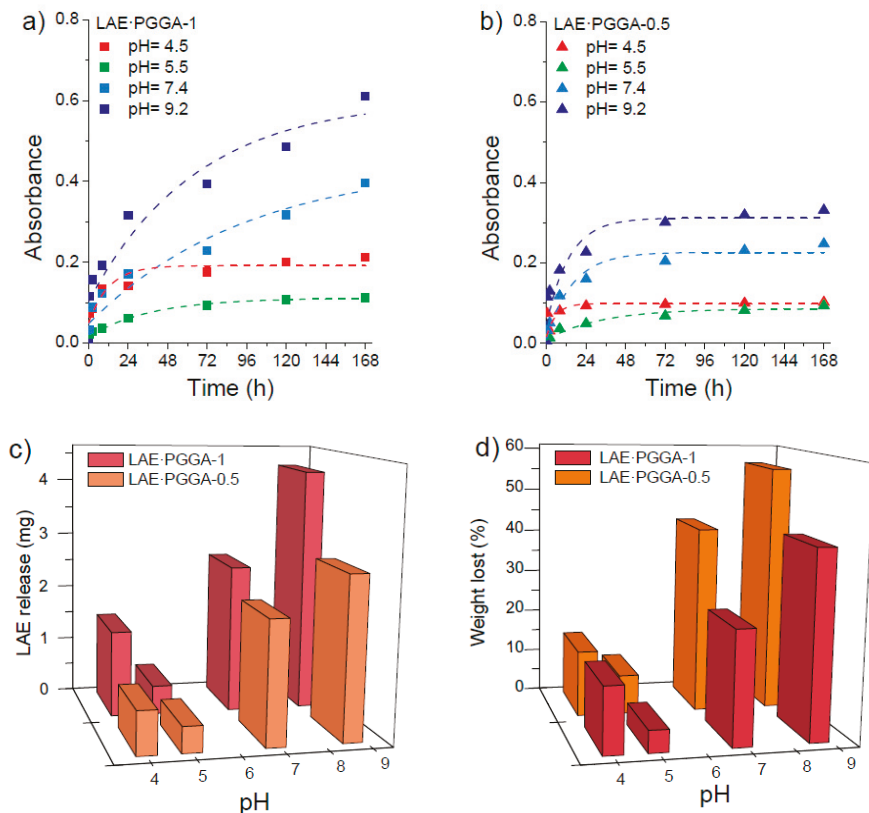 a)
LAE·PGGA-1
pH= 4.5
pH= 5.5
pH= 7.4
pH= 9.2
Absorbance
0.8
0.6
0.4
0.2
0.0
0 24 48 72 96 120 144 168
Time (h)
b)
LAE·PGGA-0.5
pH= 4.5
pH= 5.5
pH= 7.4
pH= 9.2
Absorbance
0.8
0.6
0.4
0.2
0.0
0 24 48 72 96 120 144 168
Time (h)
c)
LAE·PGGA-1
LAE·PGGA-0.5
LAE release (mg)
4
3
2
1
0
4 5 6 7 8 9
pH
d)
LAE·PGGA-1
LAE·PGGA-0.5
Weight lost (%)
60
50
40
30
20
10
0
4 5 6 7 8 9
pH